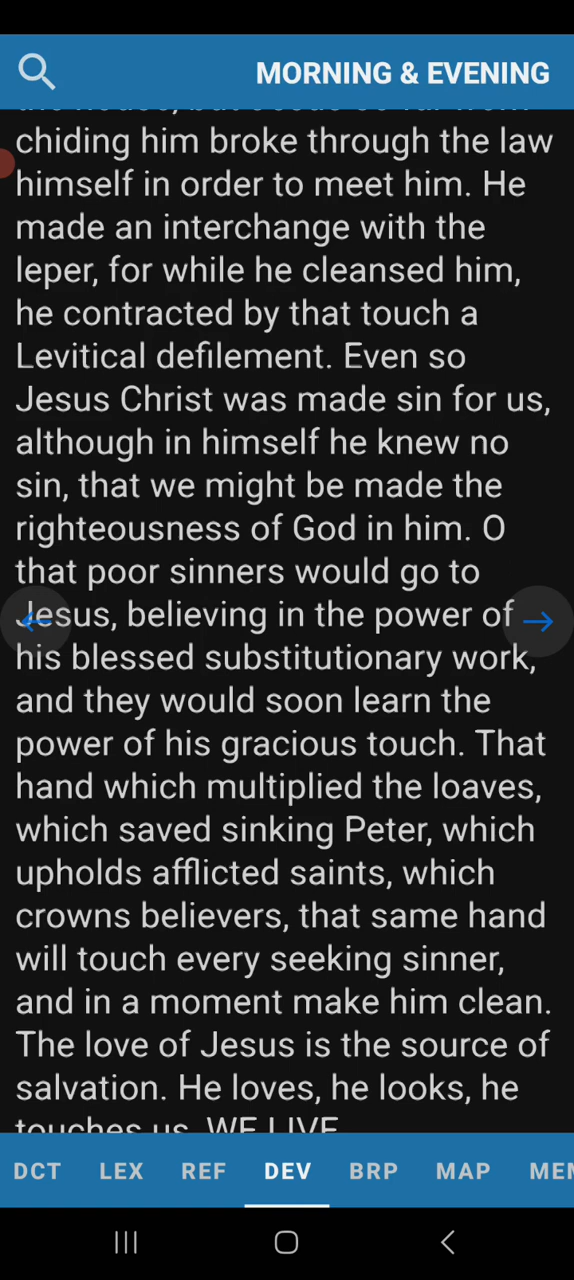 MORNING & EVENING
chiding him broke through the law
himself in order to meet him. He
made an interchange with the
leper, for while he cleansed him,
he contracted by that touch a
Levitical defilement. Even so
Jesus Christ was made sin for us,
although in himself he knew no
sin, that we might be made the
righteousness of God in him. O
that poor sinners would go to
Jesus, believing in the power of
his blessed substitutionary work,
and they would soon learn the
power of his gracious touch. That
hand which multiplied the loaves,
which saved sinking Peter, which
upholds afflicted saints, which
crowns believers, that same hand
will touch every seeking sinner,
and in a moment make him clean.
The love of Jesus is the source of
salvation. He loves, he looks, he
touches us, WE LIVE
DCT LEX REF DEV BRP MAP MEM